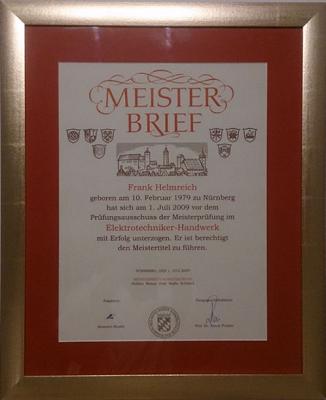 MEISTER
BRIEF
Frank Helmreich
geboren am 10. Februar 1979 zu Nürnberg
hat sich am 1. Juli 2009 vor dem
Prüfungsausschuss der Meisterprüfung im
Elektrotechniker-Handwerk
mit Erfolg unterzogen. Er ist berechtigt
den Meistertitel zu führen.